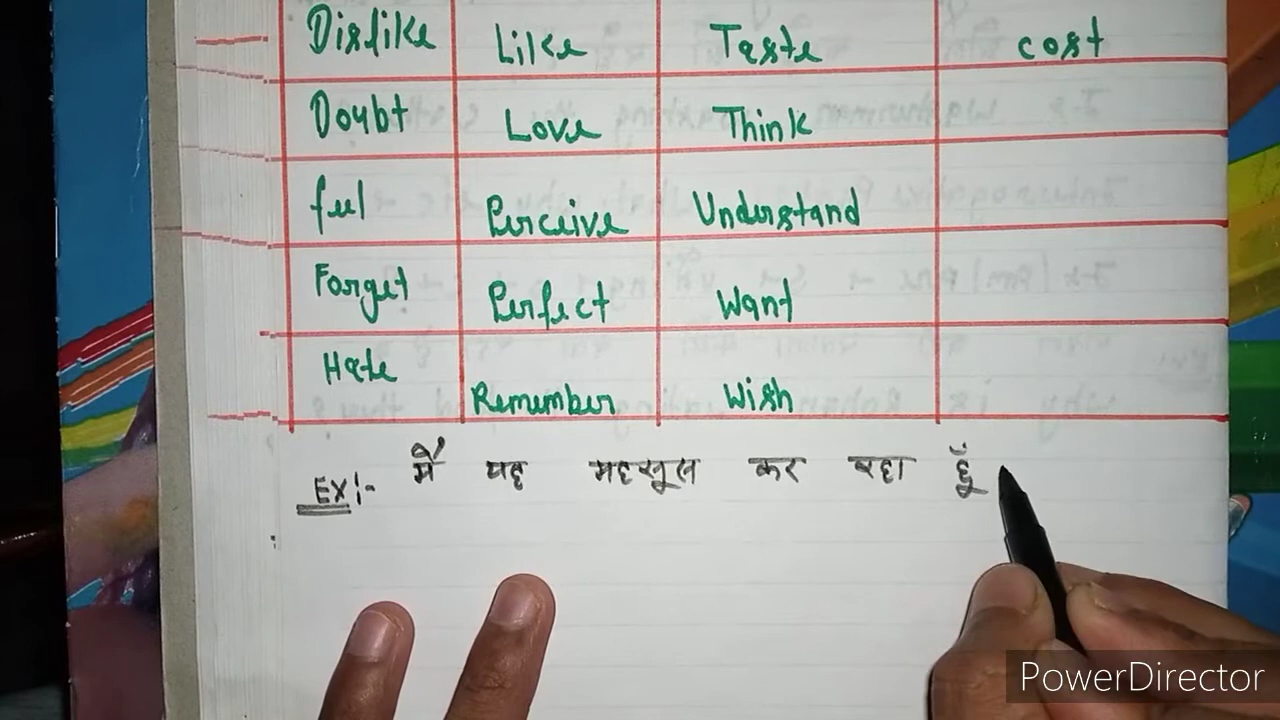 Dislike Like Taste cost
Doubt Love Think
feel Perceive Understand
Forget Perfect Want
Hate Remember Wish
Ex:- मैं यह महसूस कर रहा हूँ
PowerDirector